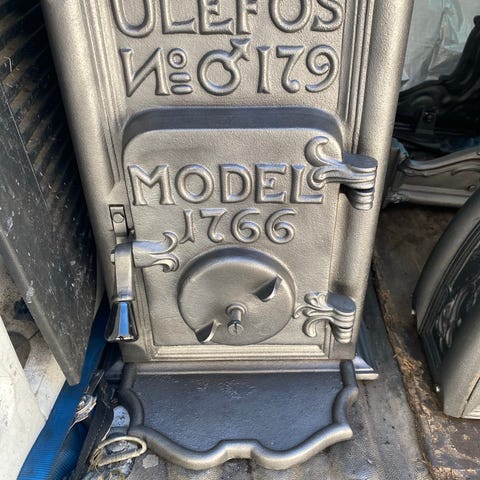 ULEFOS
No ♂ 179
MODEL
1766